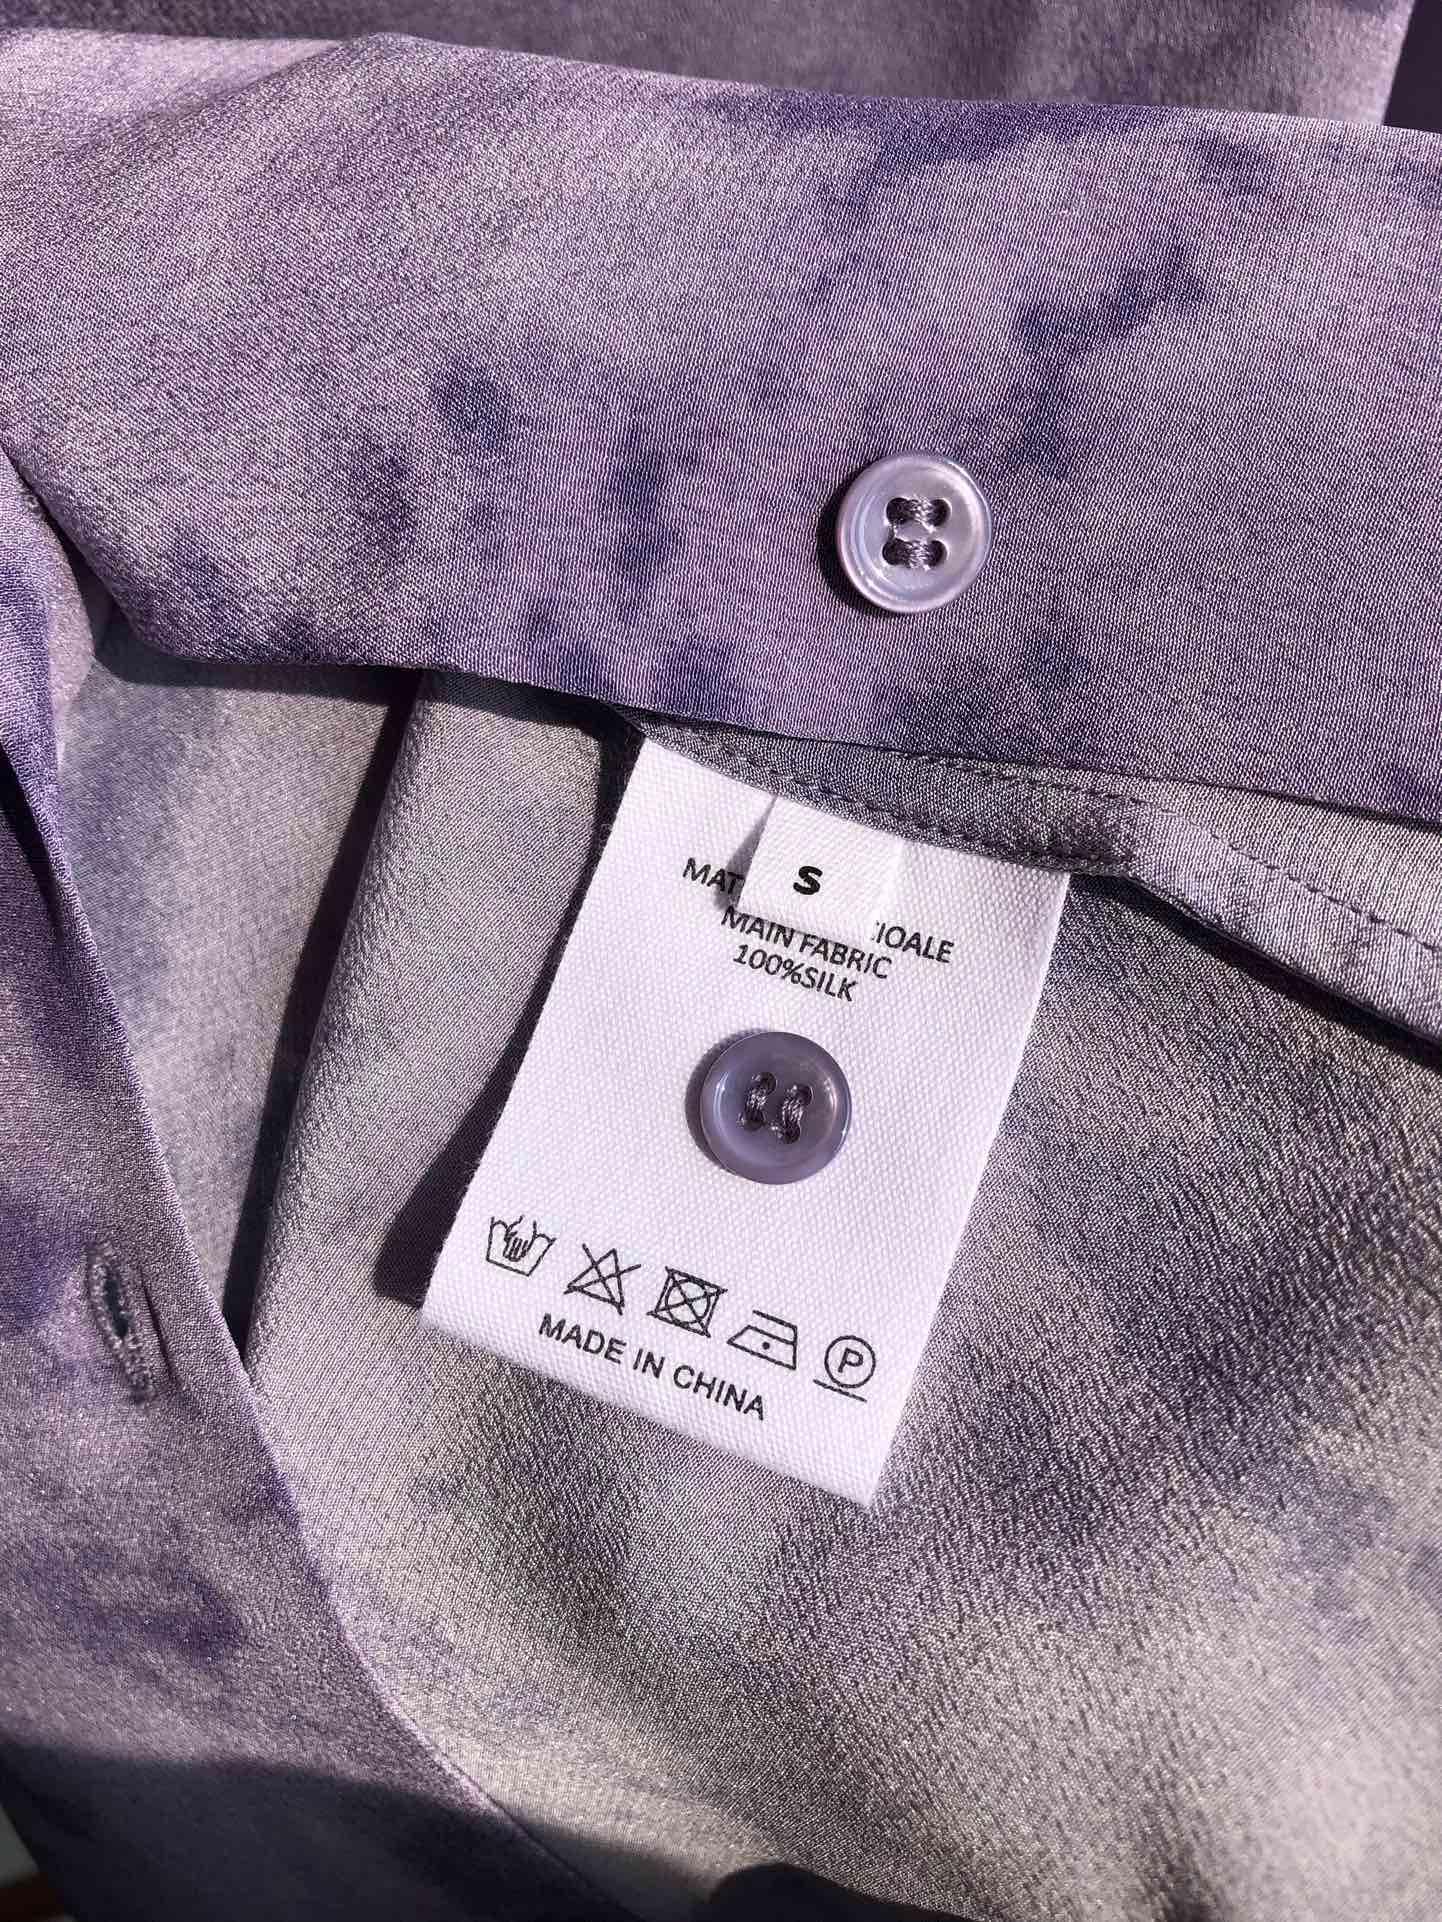 S
MAIN FABRIC
100%SILK
MADE IN CHINA
P